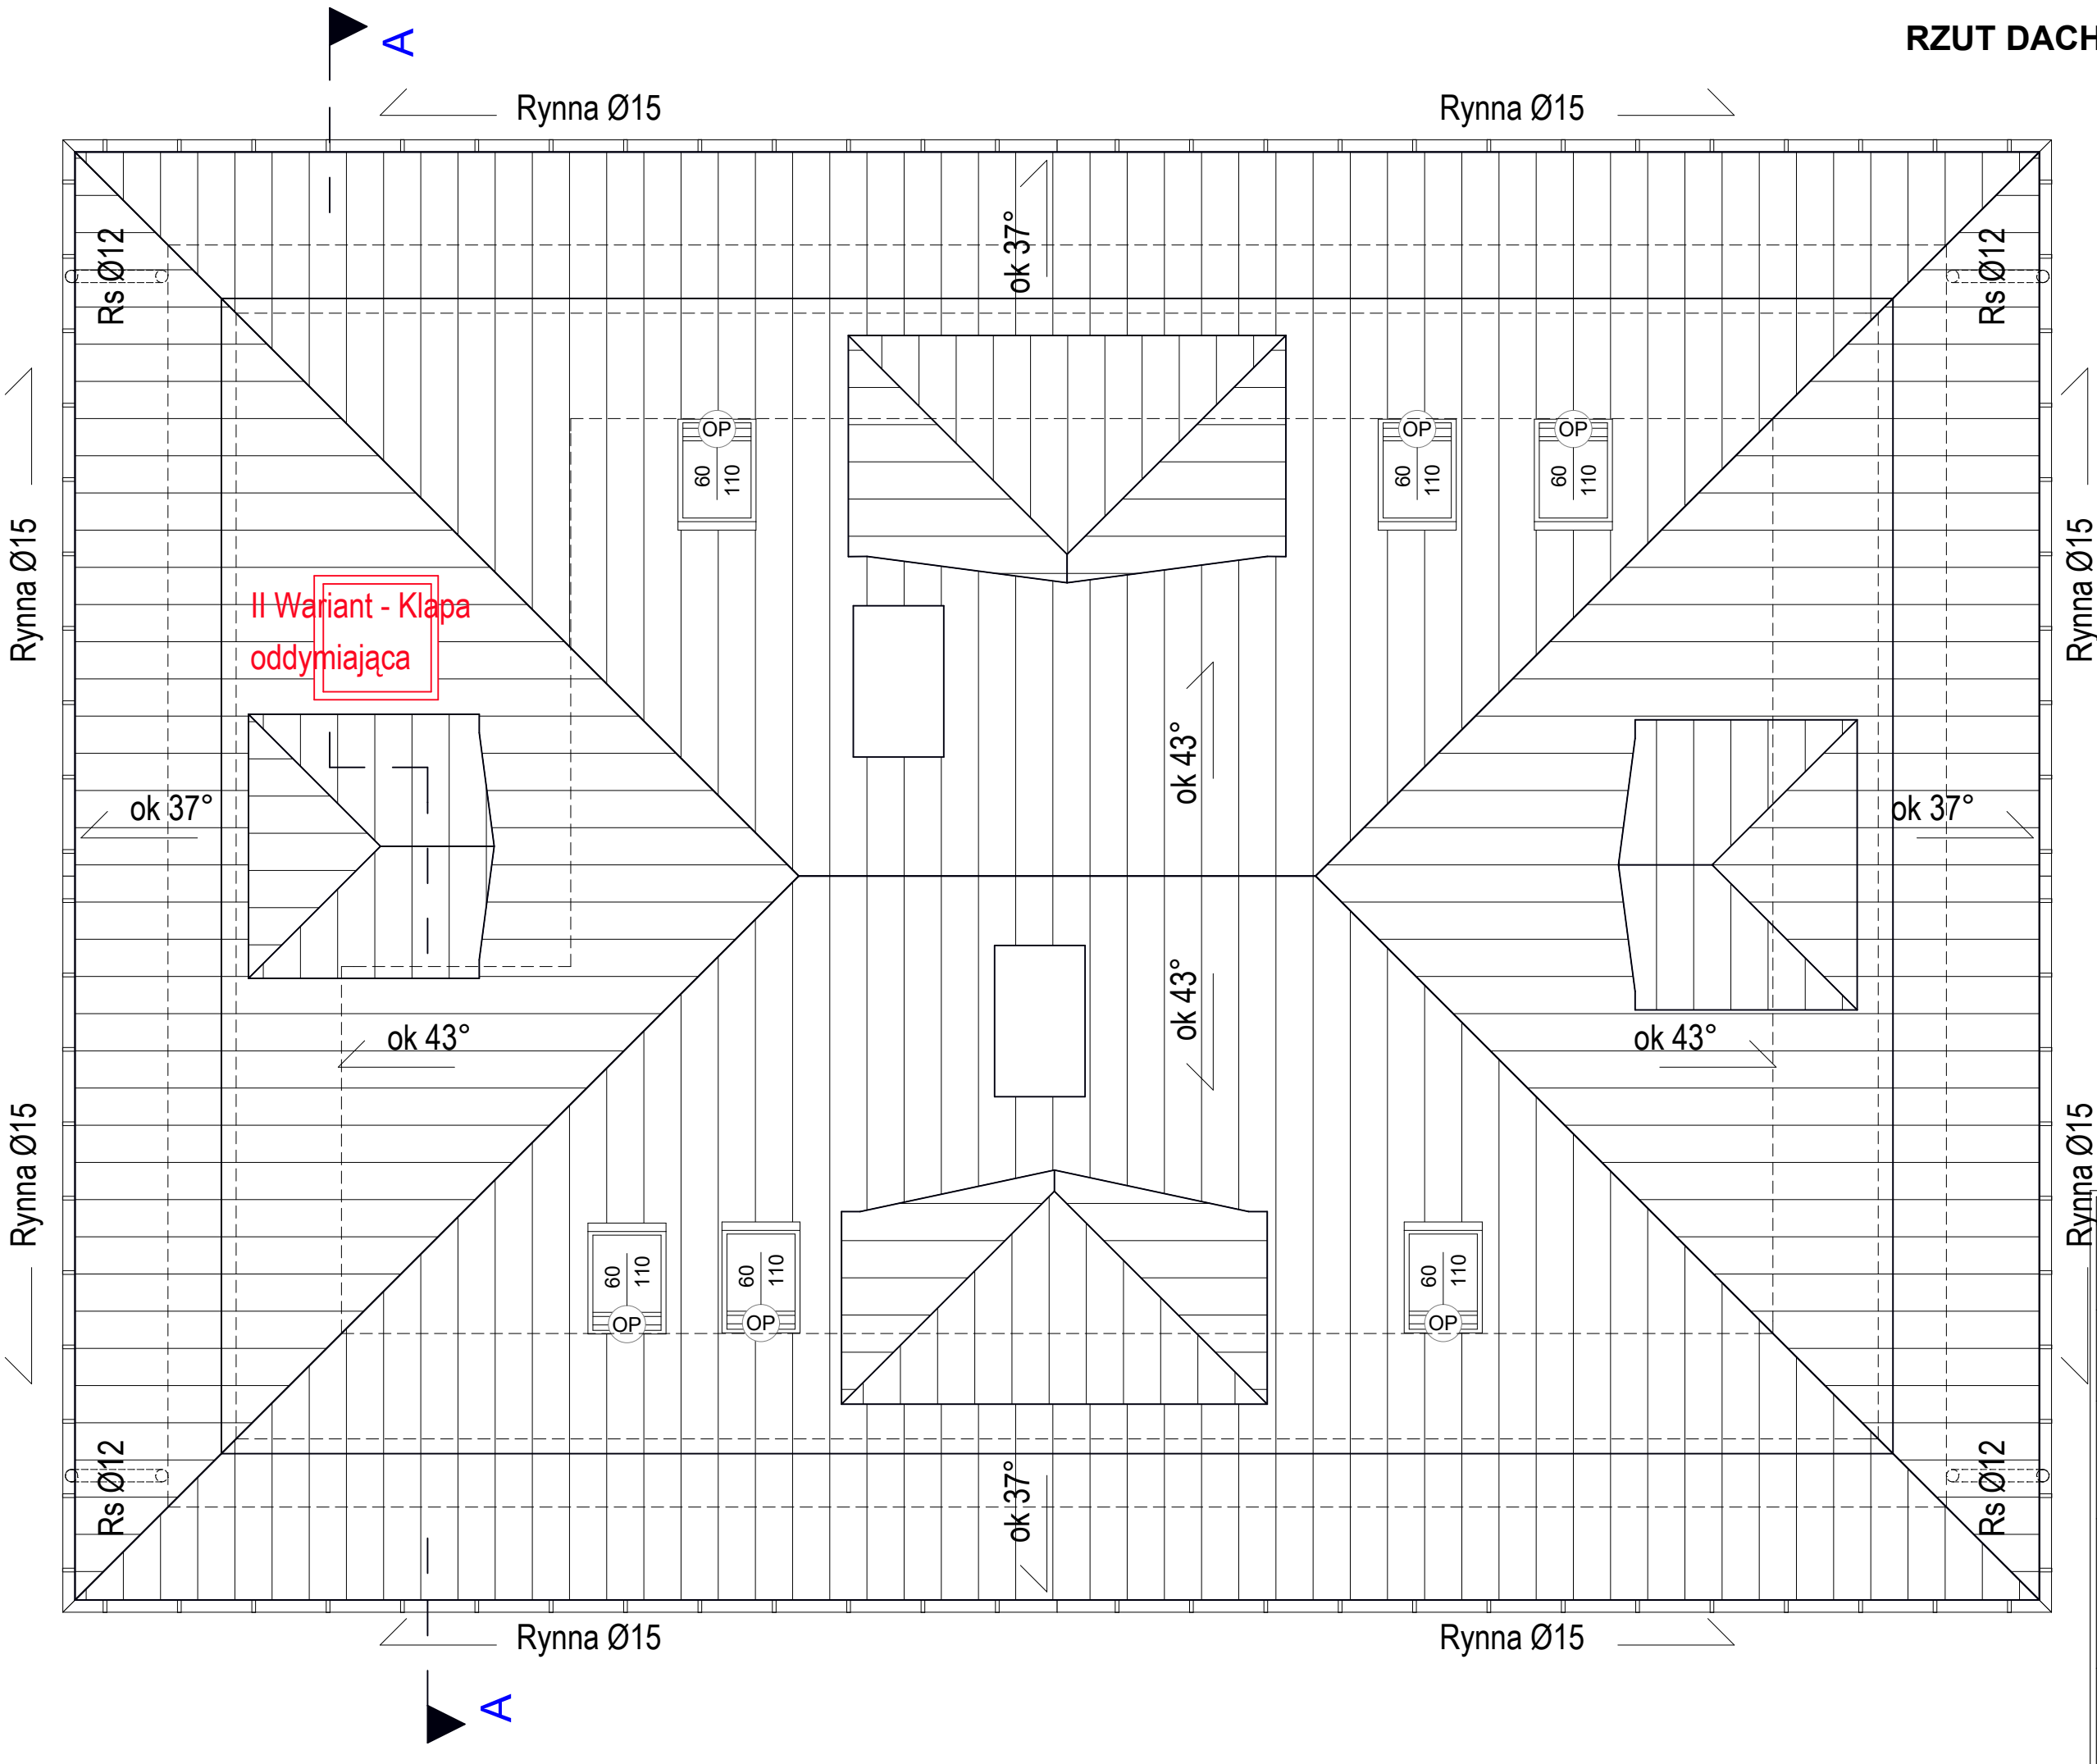 RZUT DACH
A
Rynna Ø15
Rynna Ø15
Rs Ø12
ok 37°
Rs Ø12
OP
60
110
OP
60
110
OP
60
110
Rynna Ø15
II Wariant - Klapa
oddymiająca
Rynna Ø15
ok 43°
ok 37°
ok 37°
ok 43°
ok 43°
ok 43°
Rynna Ø15
Rynna Ø15
60
110
OP
60
110
OP
60
110
OP
Rs Ø12
ok 37°
Rs Ø12
Rynna Ø15
Rynna Ø15
A